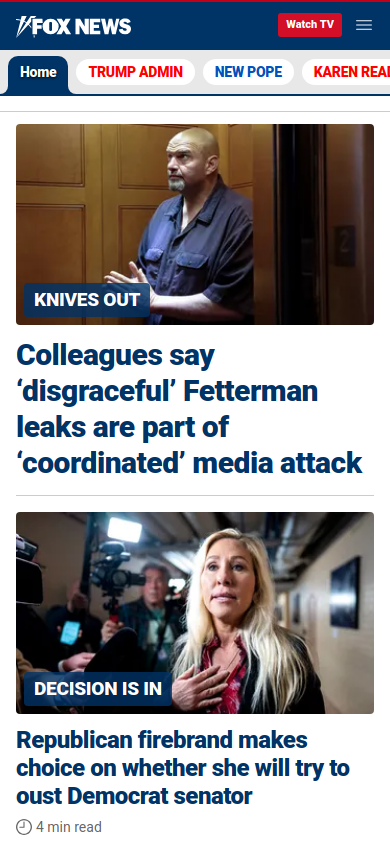 FOX NEWS
Watch TV
Home
TRUMP ADMIN
NEW POPE
KAREN REA
KNIVES OUT
Colleagues say
‘disgraceful’ Fetterman
leaks are part of
‘coordinated’ media attack
DECISION IS IN
Republican firebrand makes
choice on whether she will try to
oust Democrat senator
4 min read